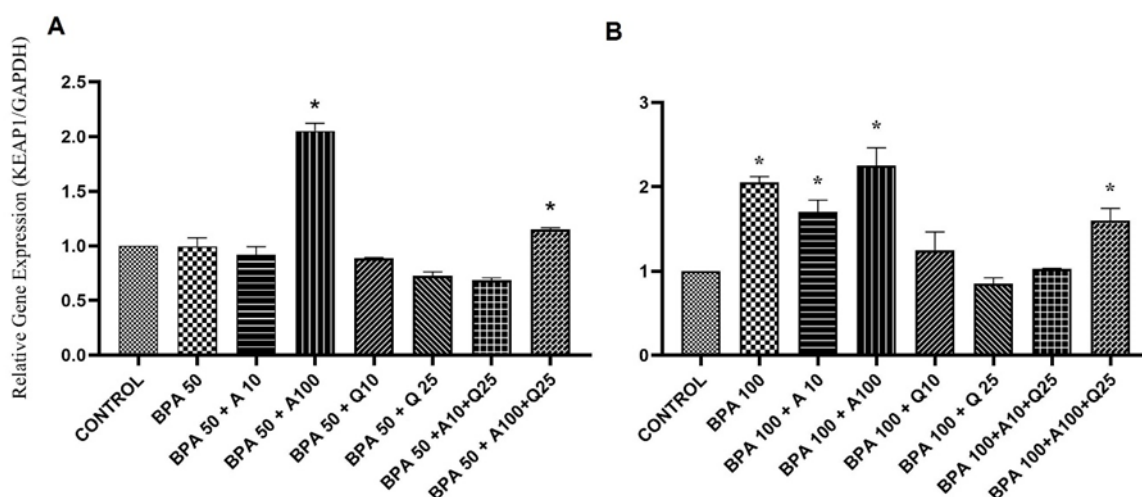 A
B
Relative Gene Expression (KEAP1/GAPDH)
2.5
2.0
1.5
1.0
0.5
0.0
*
*
CONTROL
BPA 50
BPA 50 + A 10
BPA 50 + A100
BPA 50 + Q10
BPA 50 + Q 25
BPA 50 +A10+Q25
BPA 50 + A100+Q25
3
2
1
0
*
*
*
*
CONTROL
BPA 100
BPA 100 + A 10
BPA 100 + A100
BPA 100 + Q10
BPA 100 + Q 25
BPA 100+A10+Q25
BPA 100+A100+Q25